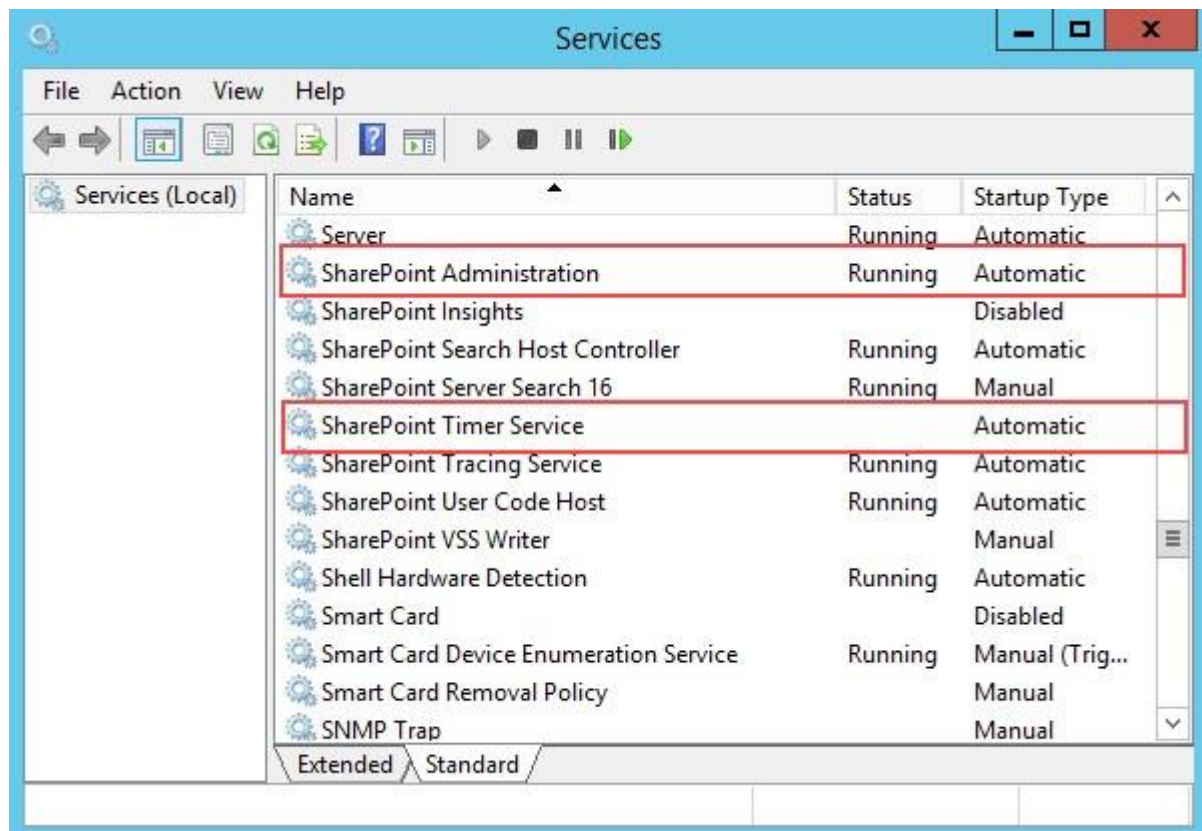 Services
File Action View Help
Services (Local)
Name Status Startup Type
Server Running Automatic
SharePoint Administration Running Automatic
SharePoint Insights Disabled
SharePoint Search Host Controller Running Automatic
SharePoint Server Search 16 Running Manual
SharePoint Timer Service Automatic
SharePoint Tracing Service Running Automatic
SharePoint User Code Host Running Automatic
SharePoint VSS Writer Manual
Shell Hardware Detection Running Automatic
Smart Card Disabled
Smart Card Device Enumeration Service Running Manual (Trig...
Smart Card Removal Policy Manual
SNMP Trap Manual
Extended Standard